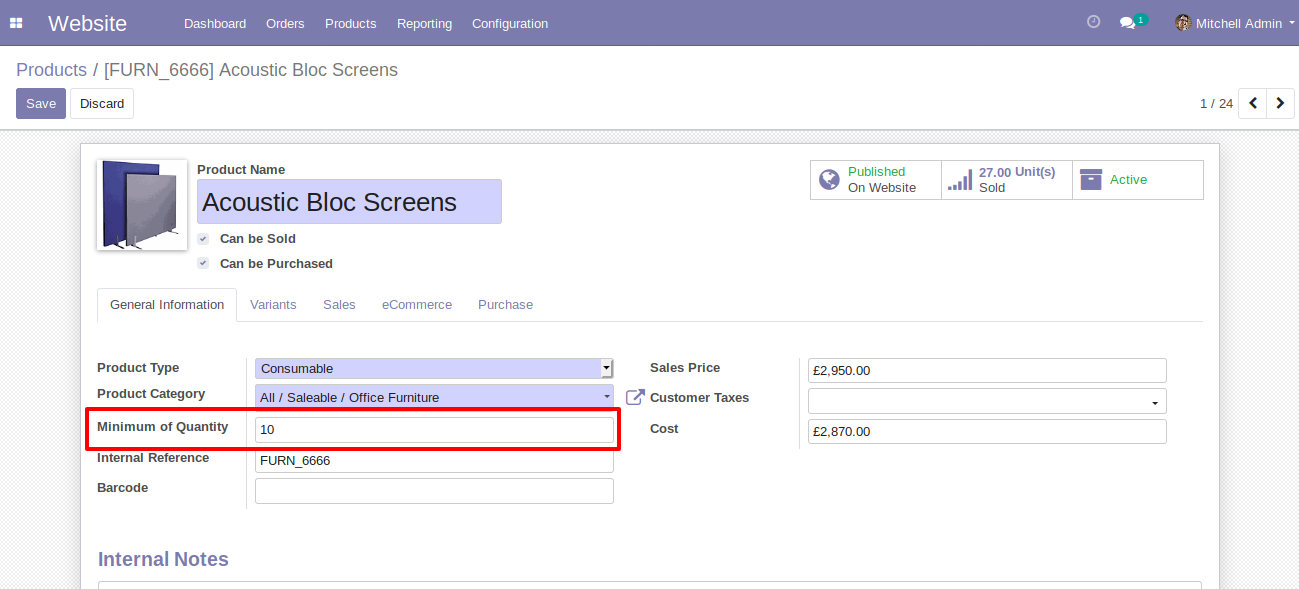 Website Dashboard Orders Products Reporting Configuration 1 Mitchell Admin
Products / [FURN_6666] Acoustic Bloc Screens
Save Discard 1 / 24
Product Name
Acoustic Bloc Screens
Can be Sold
Can be Purchased
Published
On Website
27.00 Unit(s)
Sold
Active
General Information Variants Sales eCommerce Purchase
Product Type Consumable
Product Category All / Saleable / Office Furniture
Minimum of Quantity 10
Internal Reference FURN_6666
Barcode
Sales Price £2,950.00
Customer Taxes
Cost £2,870.00
Internal Notes